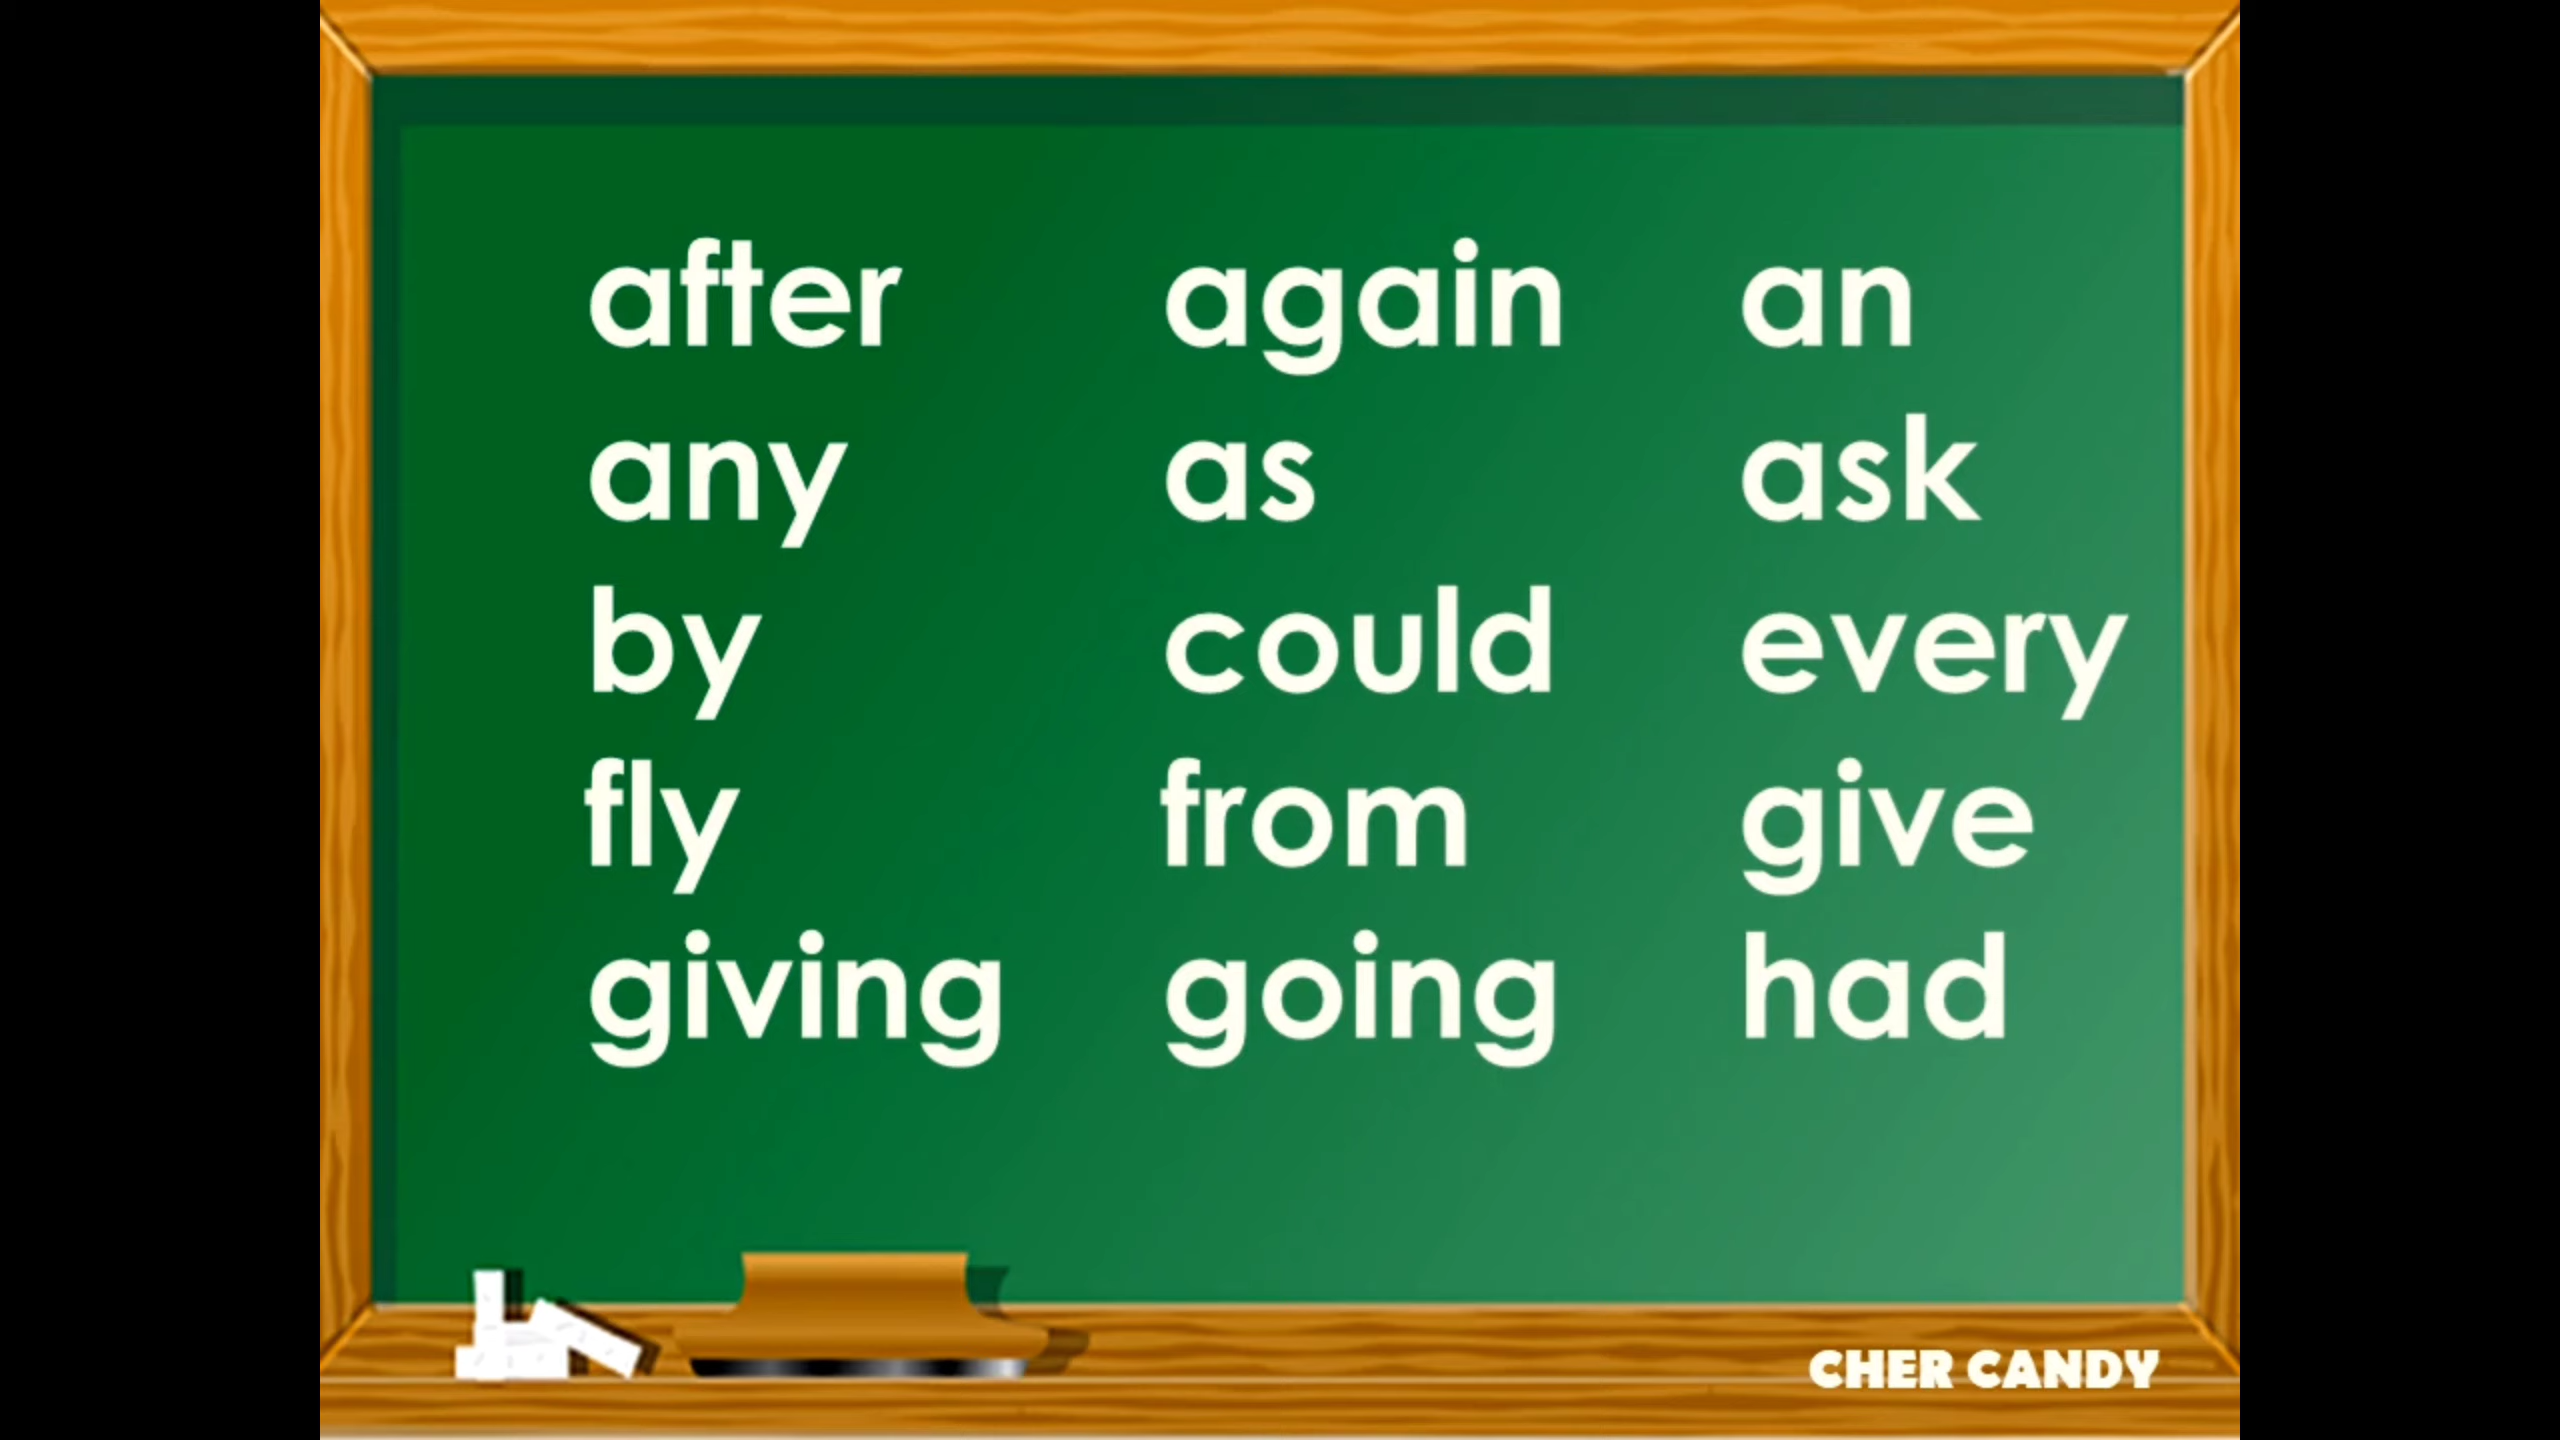 after again an
any as ask
by could every
fly from give
giving going had
CHER CANDY